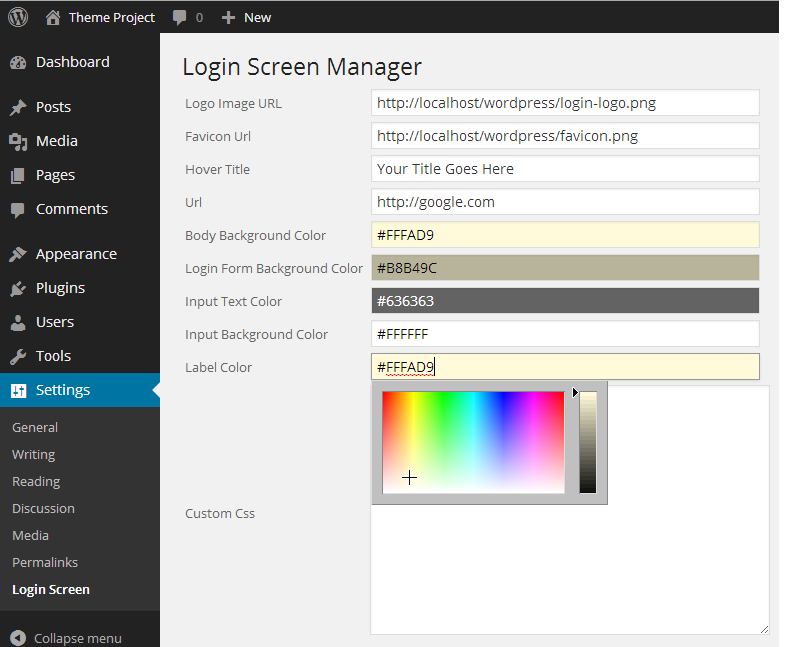 Theme Project 0 New
Dashboard
Posts
Media
Pages
Comments
Appearance
Plugins
Users
Tools
Settings
General
Writing
Reading
Discussion
Media
Permalinks
Login Screen
Collapse menu
Login Screen Manager
Logo Image URL http://localhost/wordpress/login-logo.png
Favicon Url http://localhost/wordpress/favicon.png
Hover Title Your Title Goes Here
Url http://google.com
Body Background Color #FFFAD9
Login Form Background Color #B8B49C
Input Text Color #636363
Input Background Color #FFFFFF
Label Color #FFFAD9
Custom Css